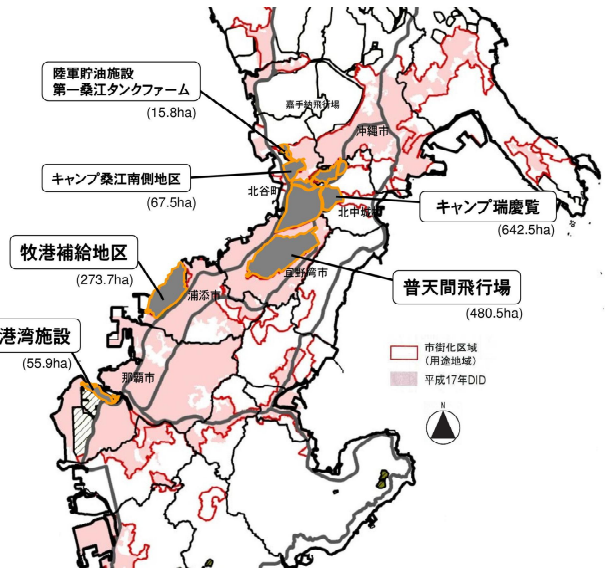 陸軍貯油施設
第一桑江タンクファーム
(15.8ha)
嘉手納飛行場
沖縄市
キャンプ桑江南側地区
(67.5ha)
北谷町
北中城村
キャンプ瑞慶覧
(642.5ha)
牧港補給地区
(273.7ha)
宜野湾市
浦添市
普天間飛行場
(480.5ha)
港湾施設
(55.9ha)
那覇市
市街化区域
(用途地域)
平成17年DID
N